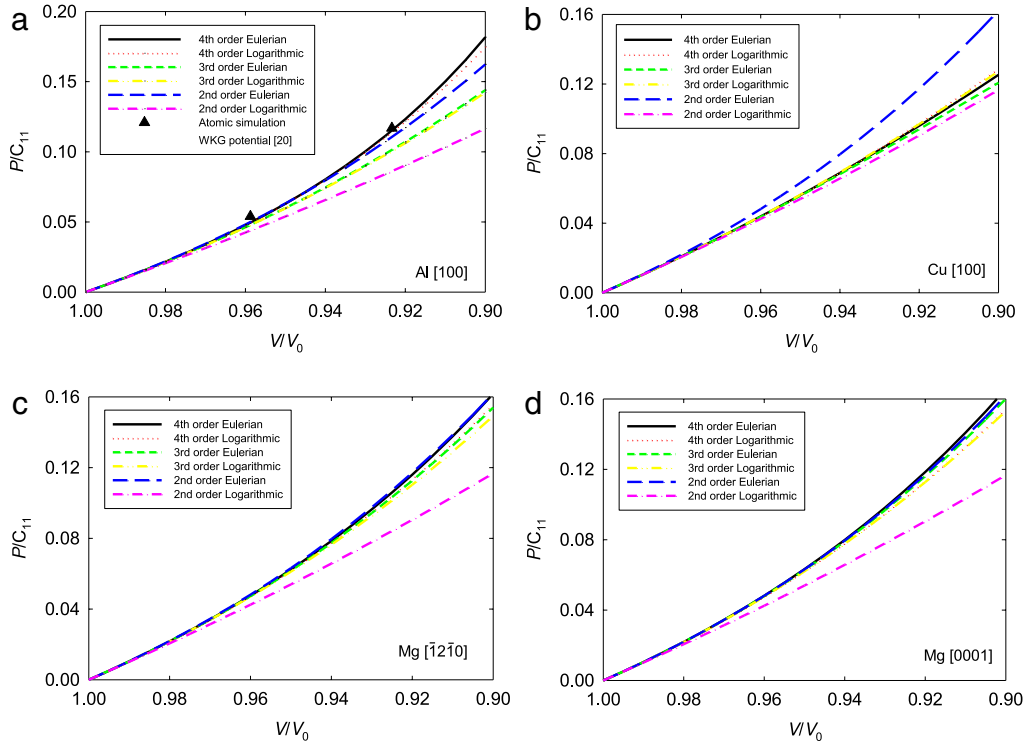 a
0.20
0.15
0.10
0.05
0.00
P/C₁₁
4th order Eulerian
4th order Logarithmic
3rd order Eulerian
3rd order Logarithmic
2nd order Eulerian
2nd order Logarithmic
Atomic simulation
WKG potential [20]
Al [100]
1.00 0.98 0.96 0.94 0.92 0.90
V/V₀
b
0.16
0.12
0.08
0.04
0.00
P/C₁₁
4th order Eulerian
4th order Logarithmic
3rd order Eulerian
3rd order Logarithmic
2nd order Eulerian
2nd order Logarithmic
Cu [100]
1.00 0.98 0.96 0.94 0.92 0.90
V/V₀
c
0.16
0.12
0.08
0.04
0.00
P/C₁₁
4th order Eulerian
4th order Logarithmic
3rd order Eulerian
3rd order Logarithmic
2nd order Eulerian
2nd order Logarithmic
Mg [1̄21̄0]
1.00 0.98 0.96 0.94 0.92 0.90
V/V₀
d
0.16
0.12
0.08
0.04
0.00
P/C₁₁
4th order Eulerian
4th order Logarithmic
3rd order Eulerian
3rd order Logarithmic
2nd order Eulerian
2nd order Logarithmic
Mg [0001]
1.00 0.98 0.96 0.94 0.92 0.90
V/V₀